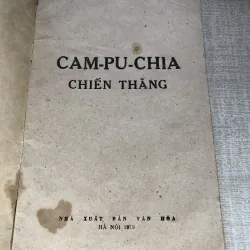 CAM-PU-CHIA
CHIẾN THẮNG
NHÀ XUẤT BẢN VĂN HÓA
HÀ NỘI 1979